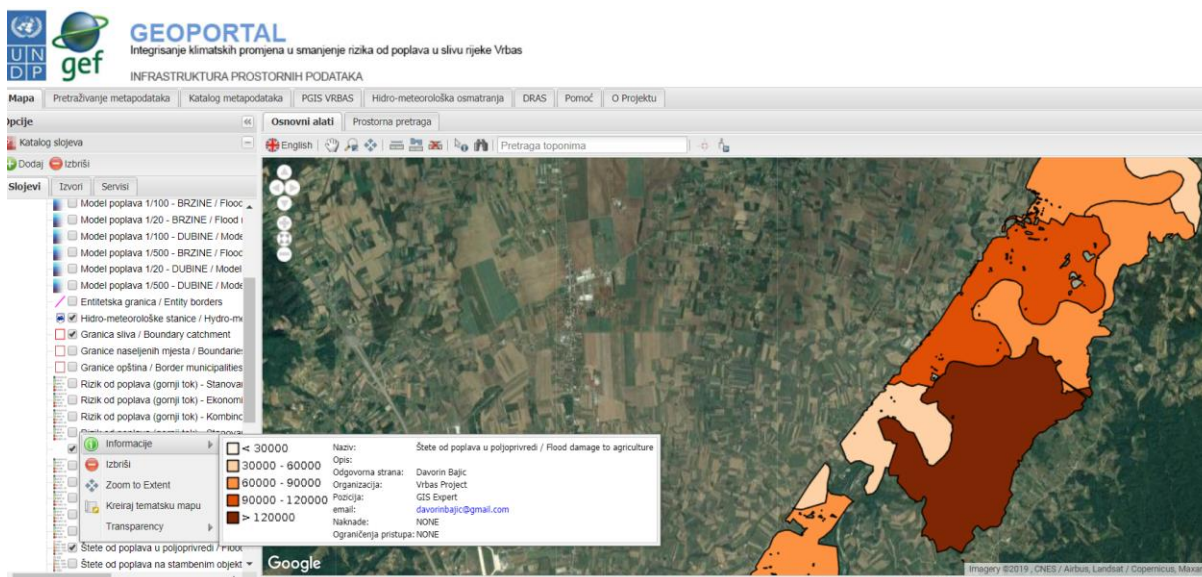 UN
DP
gef
GEOPORTAL
Integrisanje klimatskih promjena u smanjenje rizika od poplava u slivu rijeke Vrbas
INFRASTRUKTURA PROSTORNIH PODATAKA
Mapa Pretraživanje metapodataka Katalog metapodataka PGIS VRBAS Hidro-meteorološka osmatranja DRAS Pomoć O Projektu
Opcije
Osnovni alati Prostorna pretraga
Katalog slojeva
English Pretraga toponima
Dodaj Izbriši
Slojevi Izvori Servisi
Model poplava 1/100 - BRZINE / Flooc
Model poplava 1/20 - BRZINE / Flood
Model poplava 1/100 - DUBINE / Mode
Model poplava 1/500 - BRZINE / Flood
Model poplava 1/20 - DUBINE / Model
Model poplava 1/500 - DUBINE / Mode
Entitetska granica / Entity borders
Hidro-meteorološke stanice / Hydro-m
Granica sliva / Boundary catchment
Granice naseljenih mjesta / Boundarie
Granice opština / Border municipalities
Rizik od poplava (gornji tok) - Stanova
Rizik od poplava (gornji tok) - Ekonomi
Rizik od poplava (gornji tok) - Kombinc
Informacije
Izbriši
Zoom to Extent
Kreiraj tematsku mapu
Transparency
< 30000
30000 - 60000
60000 - 90000
90000 - 120000
> 120000
Naziv: Štete od poplava u poljoprivredi / Flood damage to agriculture
Opis:
Odgovorna strana: Davorin Bajic
Organizacija: Vrbas Project
Pozicija: GIS Expert
email: davorinbajic@gmail.com
Naknade: NONE
Ograničenja pristupa: NONE
Štete od poplava u poljoprivredi / Flooc
Štete od poplava na stambenim objekt
Google
Imagery ©2019 , CNES / Airbus, Landsat / Copernicus, Maxa